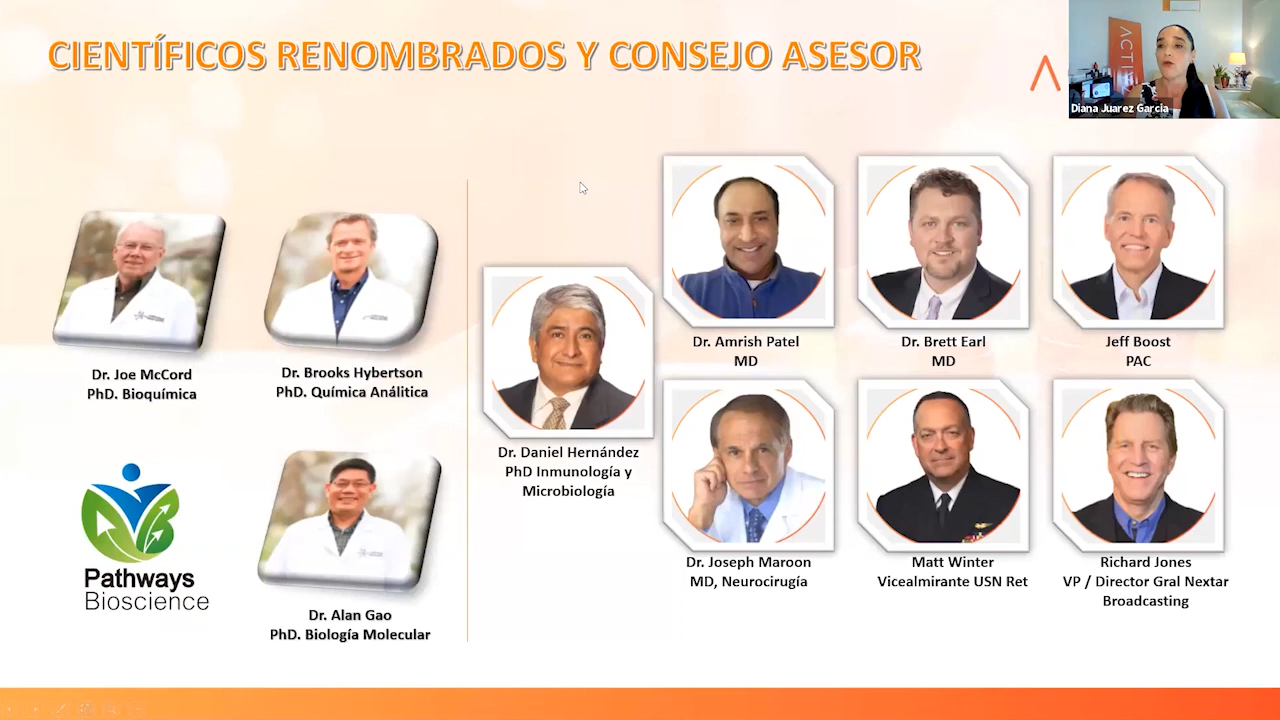 CIENTÍFICOS RENOMBRADOS Y CONSEJO ASESOR
ACTI
Diana Juarez Garcia
Dr. Joe McCord
PhD. Bioquímica
Dr. Brooks Hybertson
PhD. Química Análitica
Pathways
Bioscience
Dr. Alan Gao
PhD. Biología Molecular
Dr. Daniel Hernández
PhD Inmunología y
Microbiología
Dr. Amrish Patel
MD
Dr. Brett Earl
MD
Jeff Boost
PAC
Dr. Joseph Maroon
MD, Neurocirugía
Matt Winter
Vicealmirante USN Ret
Richard Jones
VP / Director Gral Nextar
Broadcasting